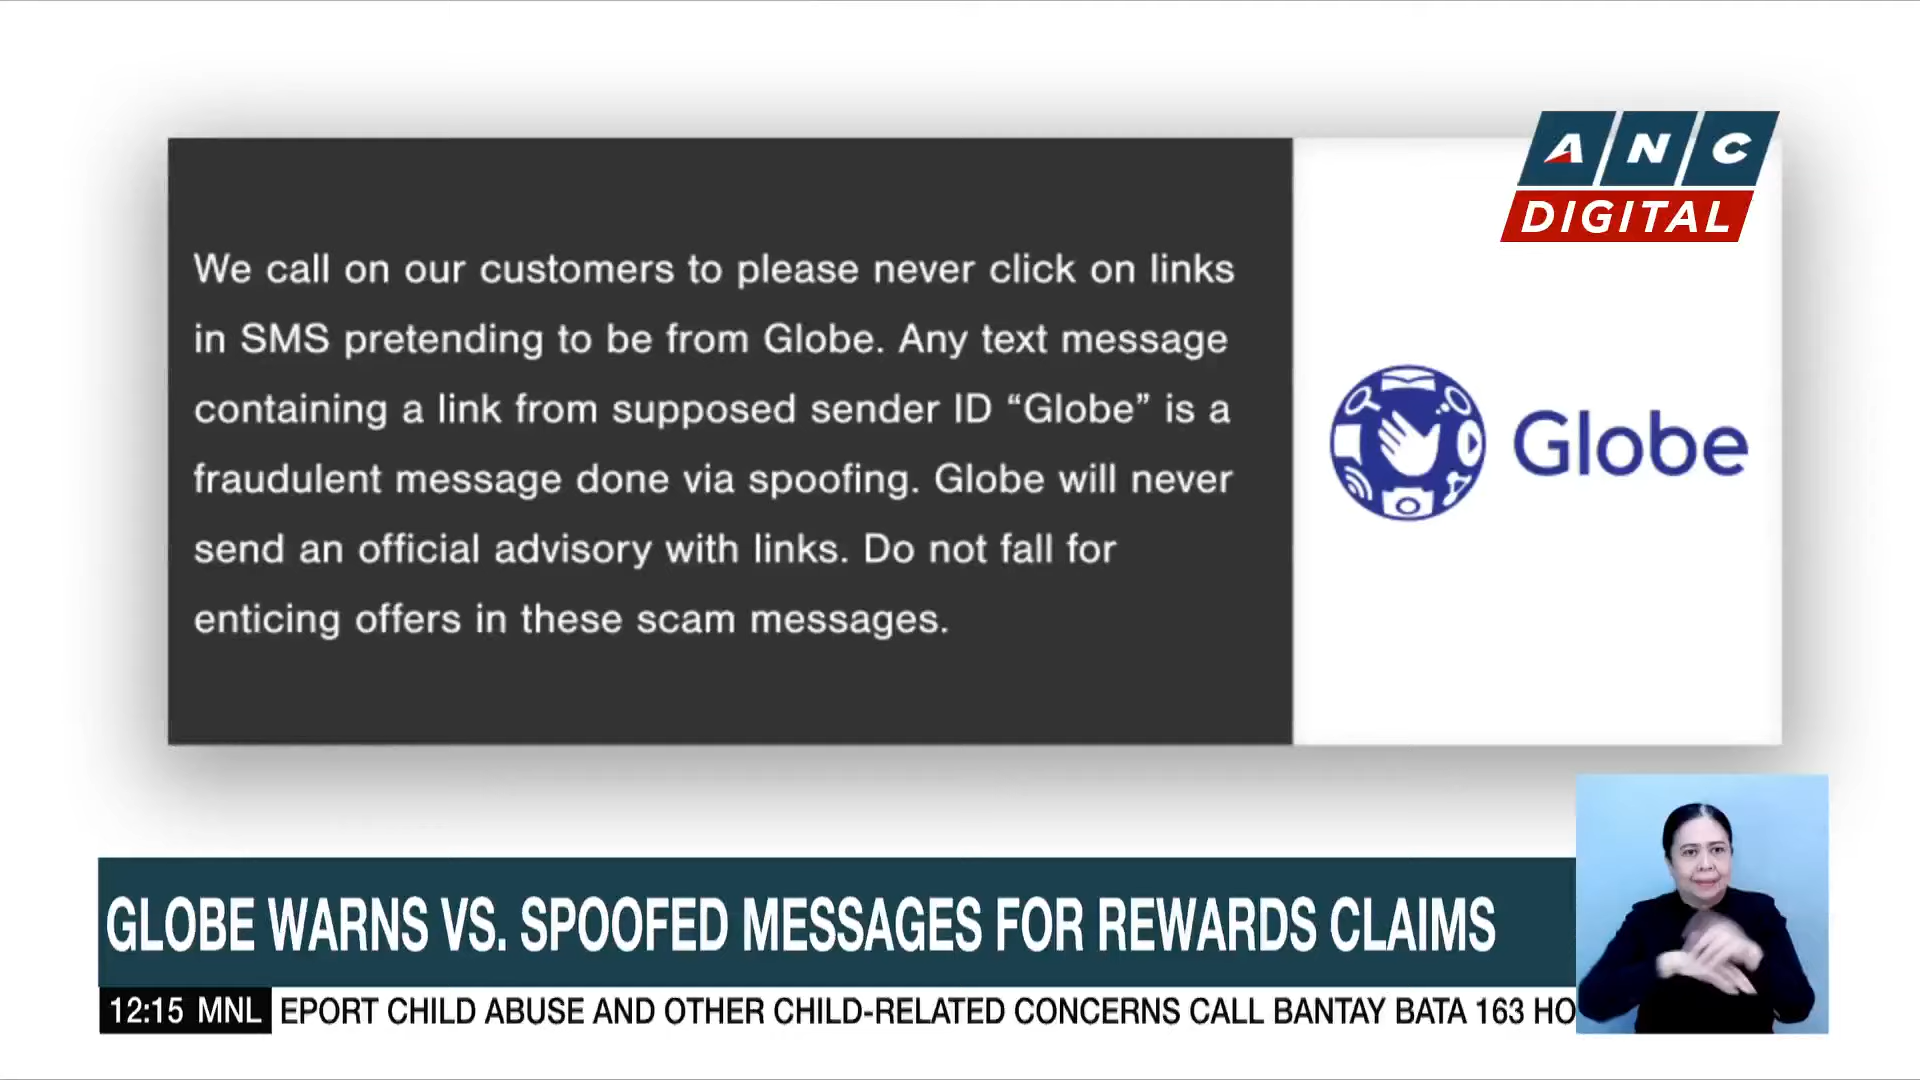 ANC
DIGITAL
We call on our customers to please never click on links
in SMS pretending to be from Globe. Any text message
containing a link from supposed sender ID “Globe” is a
fraudulent message done via spoofing. Globe will never
send an official advisory with links. Do not fall for
enticing offers in these scam messages.
Globe
GLOBE WARNS VS. SPOOFED MESSAGES FOR REWARDS CLAIMS
12:15 MNL EPORT CHILD ABUSE AND OTHER CHILD-RELATED CONCERNS CALL BANTAY BATA 163 HO